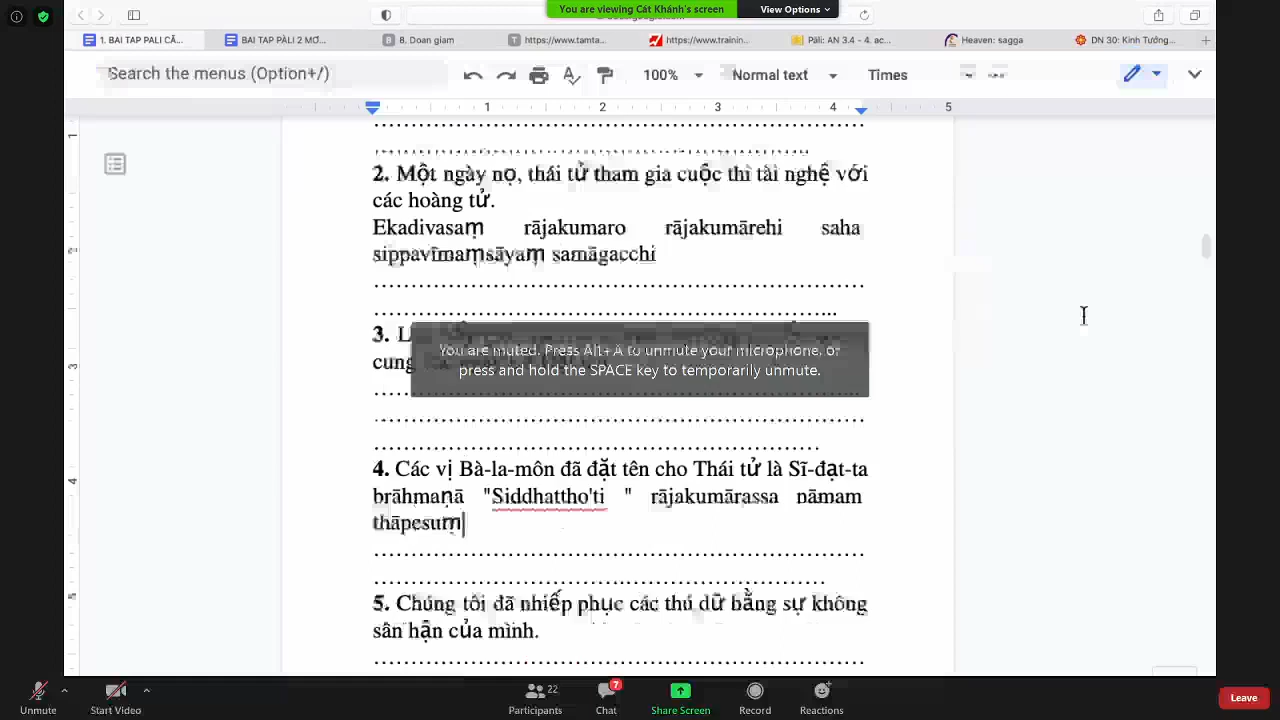 You are viewing Cát Khánh's screen
View Options
1. BAI TAP PALI CĂ...
BAI TAP PĀLI 2 MƠ...
8. Doan giam
https://www.tamta...
https://www.trainin...
Pāli: AN 3.4 - 4. ac...
Heaven: sagga
DN 30: Kinh Tướng...
Search the menus (Option+/)
100%
Normal text
Times
1 2 3 4 5
2. Một ngày nọ, thái tử tham gia cuộc thi tài nghệ với
các hoàng tử.
Ekadivasaṃ rājakumaro rājakumārehi saha
sippavīmaṃsāyaṃ samāgacchi
3.
cung
You are muted. Press Alt+A to unmute your microphone, or
press and hold the SPACE key to temporarily unmute.
4. Các vị Bà-la-môn đã đặt tên cho Thái tử là Sĩ-đạt-ta
brāhmaṇā "Siddhattho'ti " rājakumārassa nāmam
thāpesuṃ
5. Chúng tôi đã nhiếp phục các thú dữ bằng sự không
sân hận của mình.
Unmute
Start Video
Participants
22
Chat
7
Share Screen
Record
Reactions
Leave